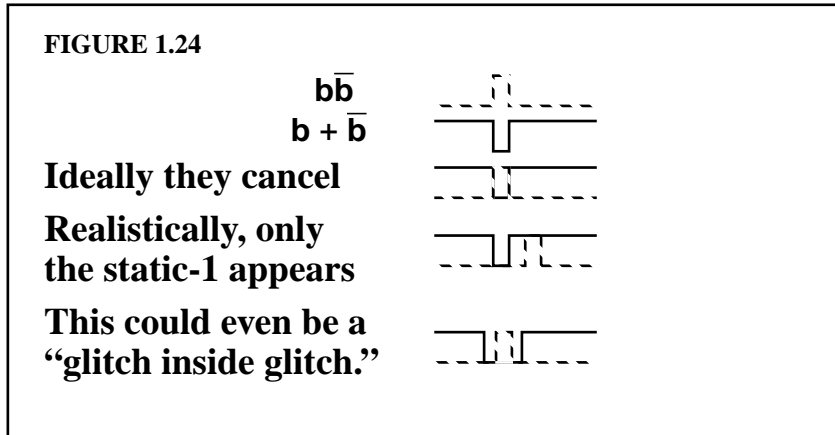 FIGURE 1.24
bb̅
b + b̅
Ideally they cancel
Realistically, only
the static-1 appears
This could even be a
“glitch inside glitch.”